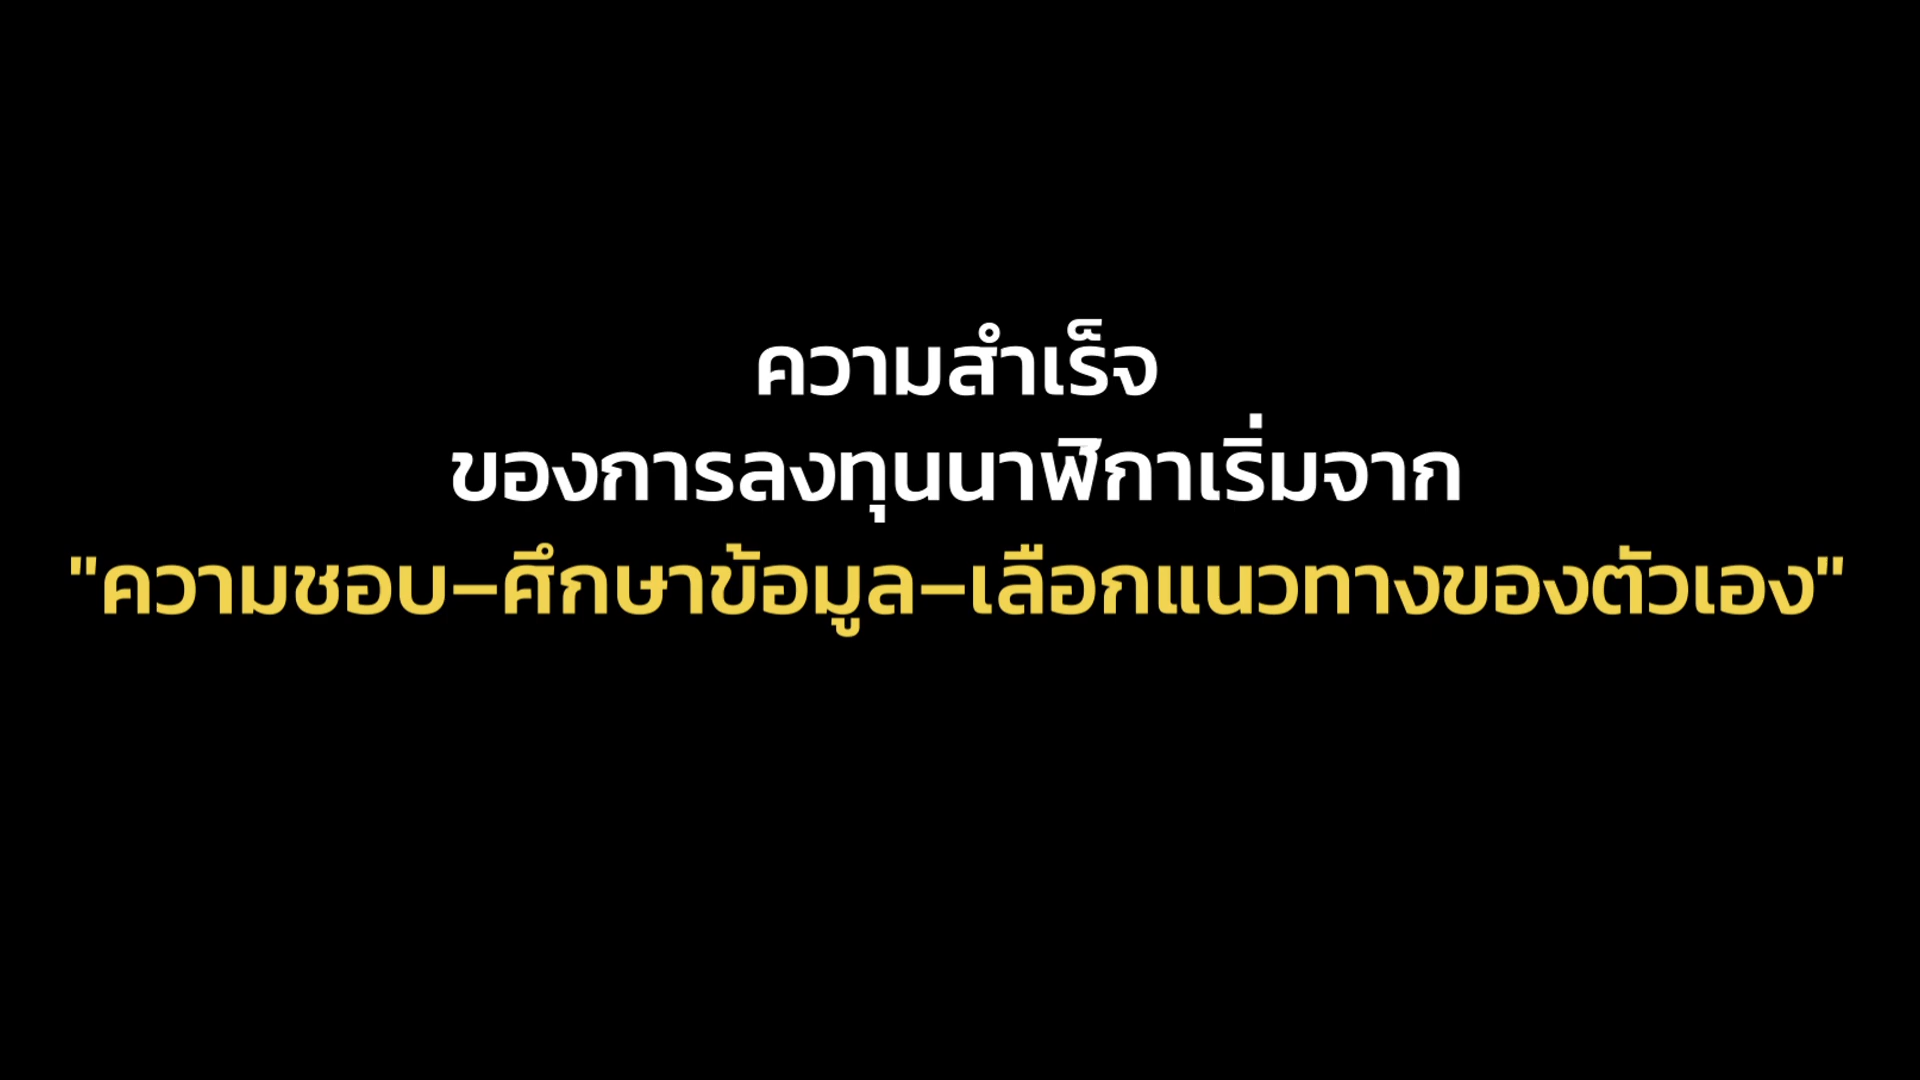 ความสำเร็จ
ของการลงทุนนาฬิกาเริ่มจาก
"ความชอบ–ศึกษาข้อมูล–เลือกแนวทางของตัวเอง"